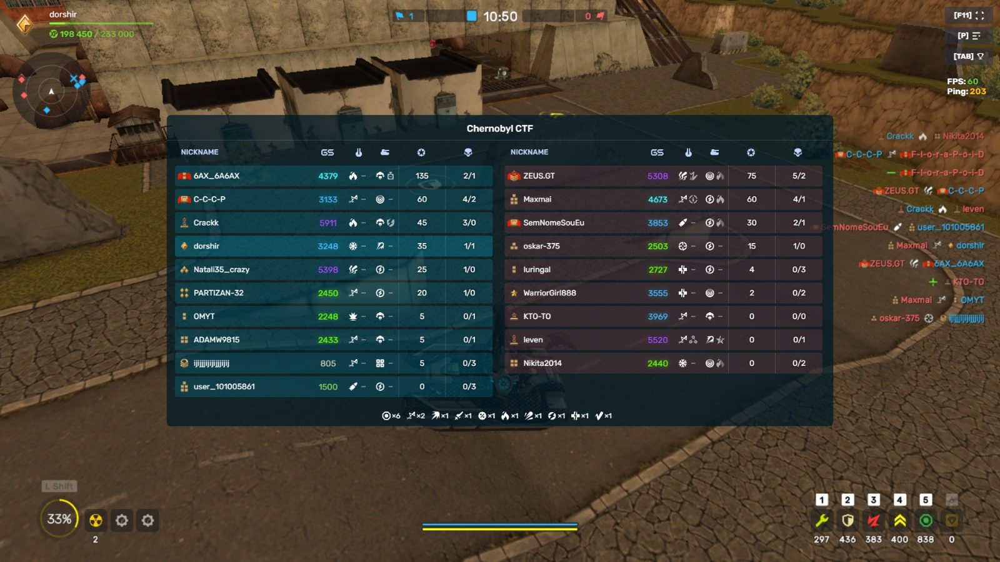 dorshir
198 450 / 233 000
1 10:50 0
[F11]
[P]
[TAB]
FPS: 60
Ping: 203
Chernobyl CTF
NICKNAME GS NICKNAME GS
6AX_6A6AX 4379 – 135 2/1
C-C-C-P 3133 – – 60 4/2
Crackk 5911 – 45 3/0
dorshir 3248 – – 35 1/1
Natali35_crazy 5398 – – 25 1/0
PARTIZAN-32 2450 – – 20 1/0
OMYT 2248 – – 5 0/1
ADAMW9815 2433 – – 5 0/1
805 – – 5 0/3
user_101005861 1500 – – 0 0/3
ZEUS.GT 5308 75 5/2
Maxmai 4673 60 4/1
SemNomeSouEu 3853 – 30 2/1
oskar-375 2503 – – 15 1/0
luringal 2727 – – 4 0/3
WarriorGirl888 3555 – – 2 0/2
KTO-TO 3969 – – 0 0/0
leven 5520 0 0/1
Nikita2014 2440 – 0 0/2
×6 ×2 ×1 ×1 ×1 ×1 ×1 ×1 ×1 ×1
Crackk Nikita2014
C-C-C-P F-l-o-r-a-P-o-i-D
F-l-o-r-a-P-o-i-D
ZEUS.GT C-C-C-P
Crackk leven
SemNomeSouEu user_101005861
Maxmai dorshir
ZEUS.GT 6AX_6A6AX
KTO-TO
Maxmai OMYT
oskar-375
L Shift
33%
2
1 2 3 4 5
297 436 383 400 838 0